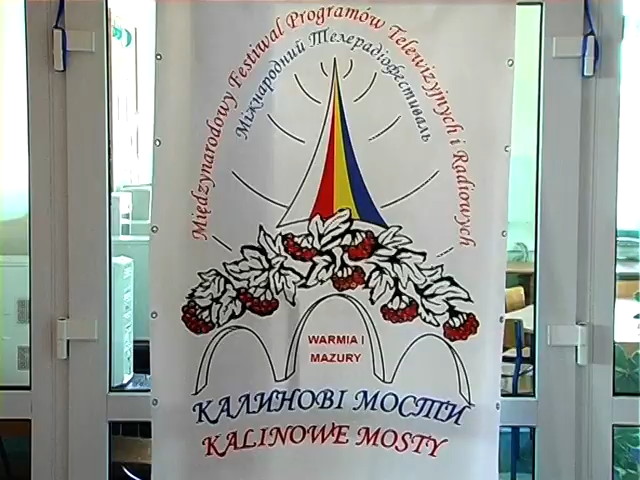 Międzynarodowy Festiwal Programów Telewizyjnych i Radiowych
Міжнародний Телерадіофестиваль
WARMIA I
MAZURY
КАЛИНОВІ МОСТИ
KALINOWE MOSTY